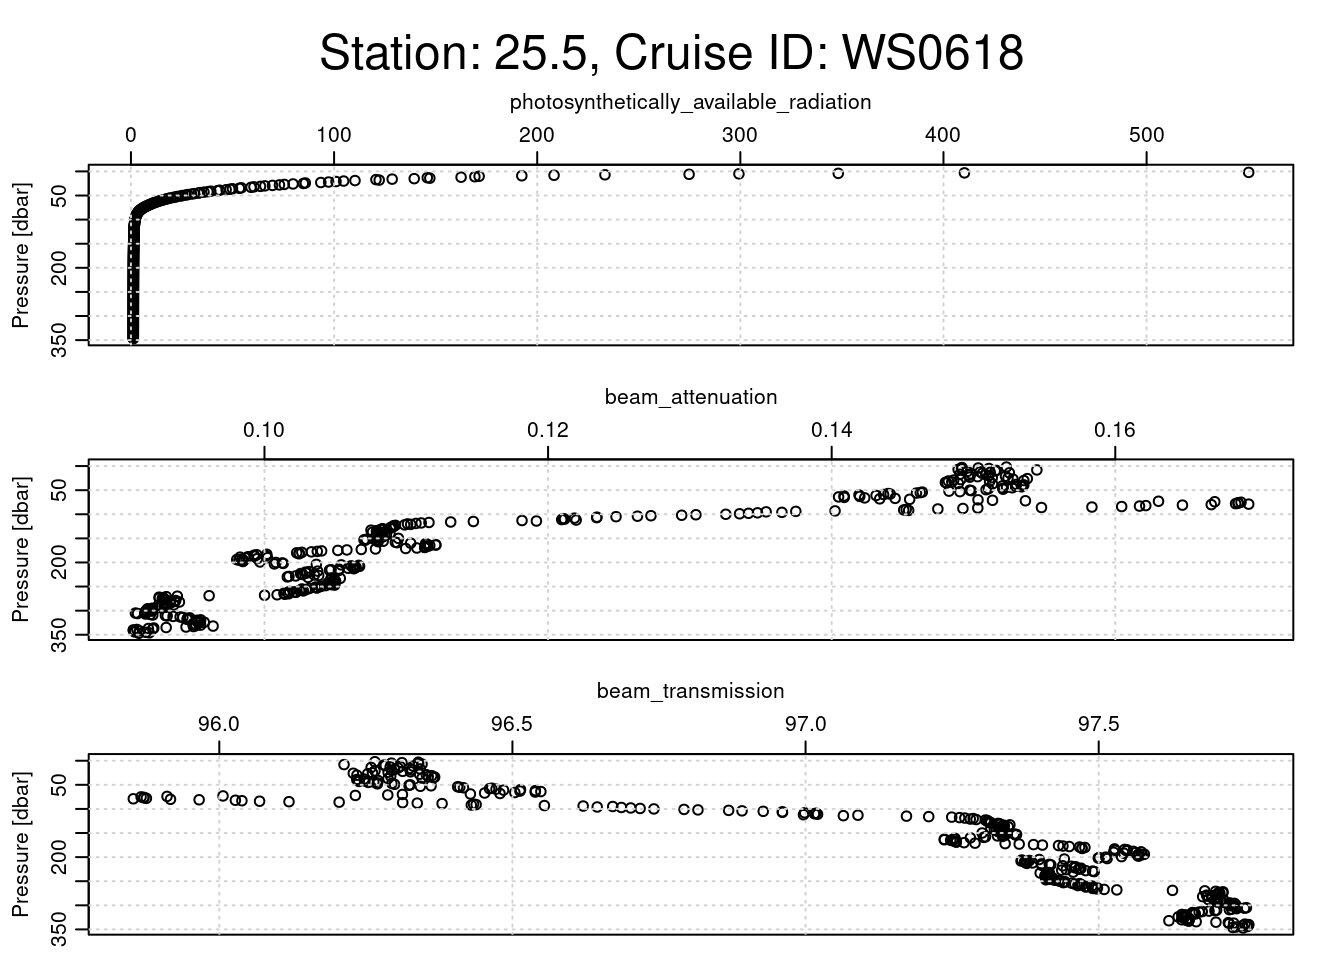 Station: 25.5, Cruise ID: WS0618
photosynthetically_available_radiation
0 100 200 300 400 500
Pressure [dbar]
50
200
350
beam_attenuation
0.10 0.12 0.14 0.16
Pressure [dbar]
50
200
350
beam_transmission
96.0 96.5 97.0 97.5
Pressure [dbar]
50
200
350